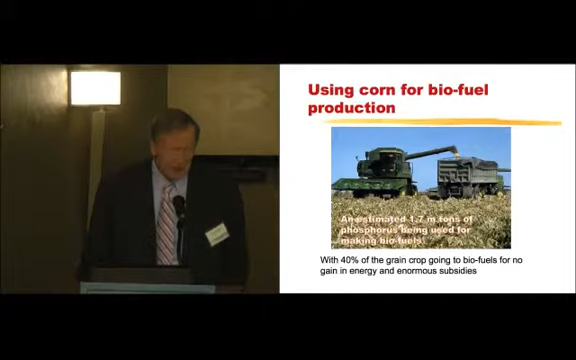 Using corn for bio-fuel
production
An estimated 1.7 m tons of
phosphorus being used for
making bio-fuels!
With 40% of the grain crop going to bio-fuels for no
gain in energy and enormous subsidies